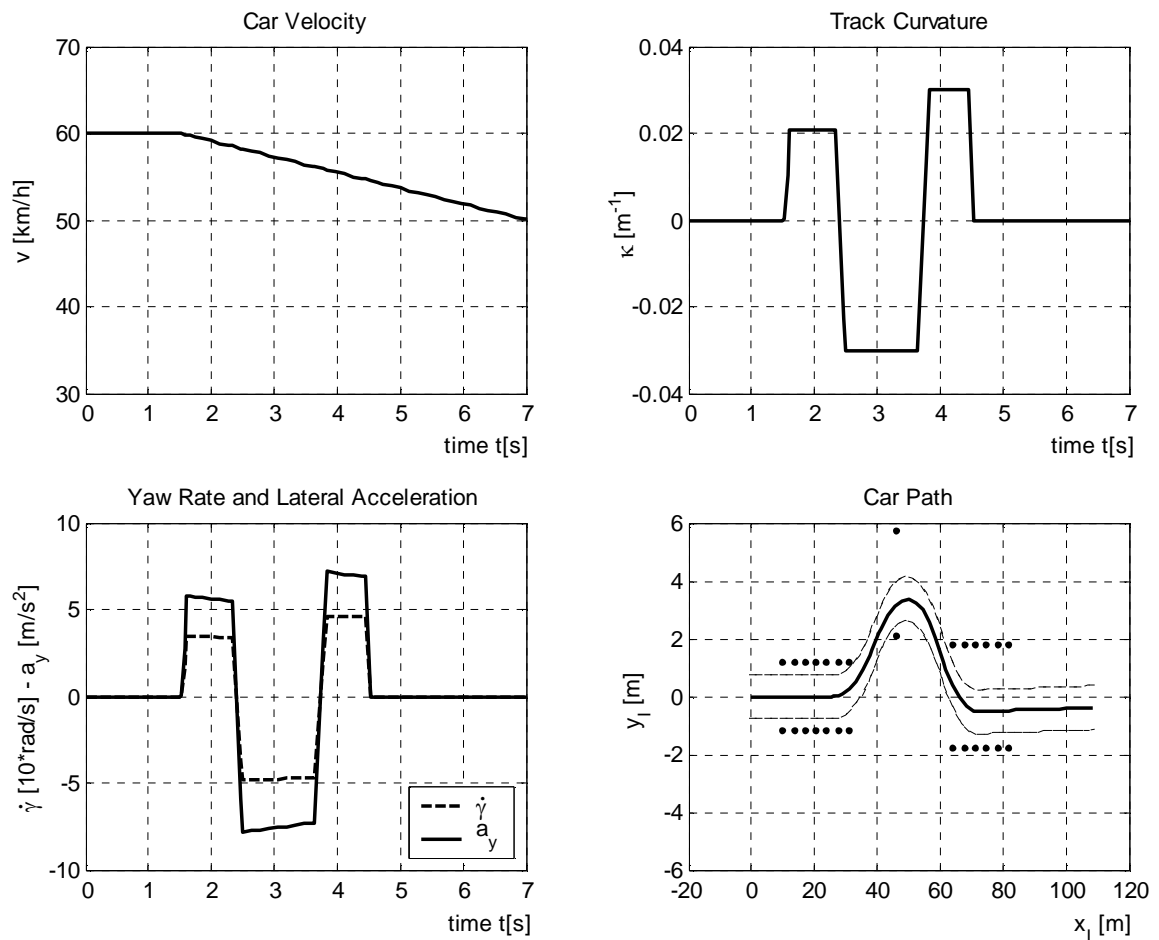 Car Velocity
70
60
50
40
30
v [km/h]
0 1 2 3 4 5 6 7
time t[s]
Track Curvature
0.04
0.02
0
-0.02
-0.04
κ [m⁻¹]
0 1 2 3 4 5 6 7
time t[s]
Yaw Rate and Lateral Acceleration
10
5
0
-5
-10
γ̇ [10*rad/s] - a_y [m/s²]
γ̇
a_y
0 1 2 3 4 5 6 7
time t[s]
Car Path
6
4
2
0
-2
-4
-6
y_I [m]
-20 0 20 40 60 80 100 120
x_I [m]